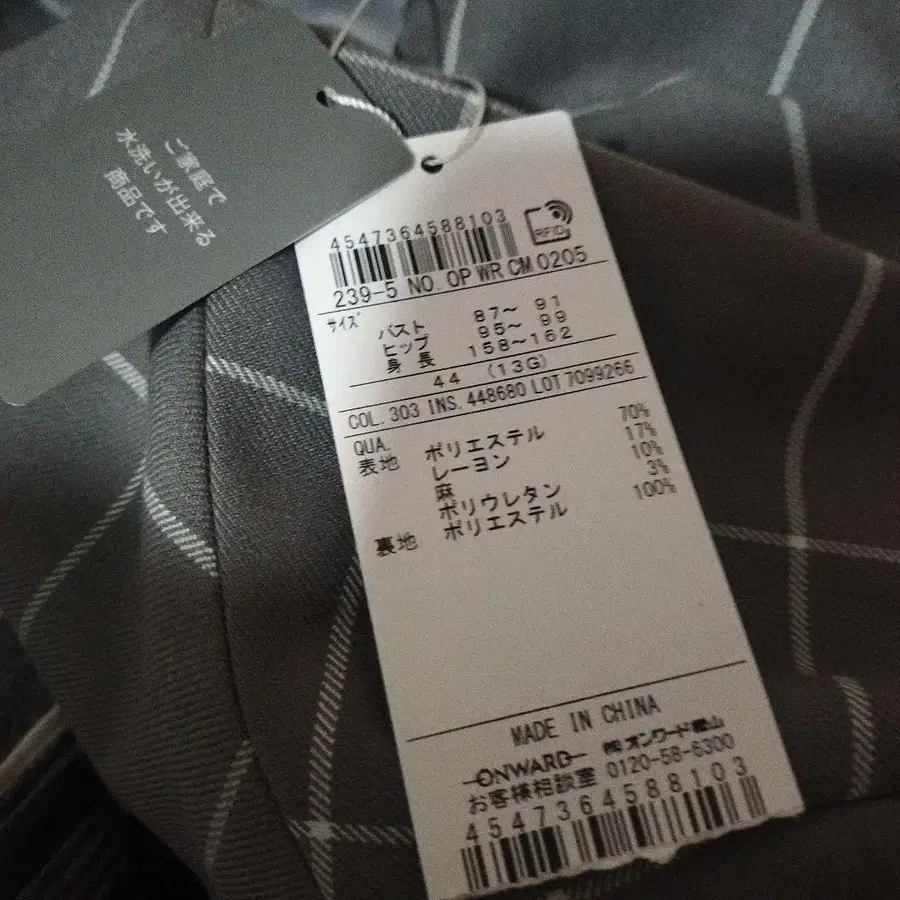 ご家庭で
水洗いが出来る
商品です
4547364588103
RFID
239-5 NO. OP WR CM 0205
サイズ
バスト 87〜 91
ヒップ 95〜 99
身長 158〜162
44 (13G)
COL. 303 INS. 448680 LOT 7099266
QUA.
表地 ポリエステル 70%
レーヨン 17%
麻 10%
ポリウレタン 3%
裏地 ポリエステル 100%
MADE IN CHINA
ONWARD ㈱オンワード樫山
お客様相談室 0120-58-6300
4547364588103